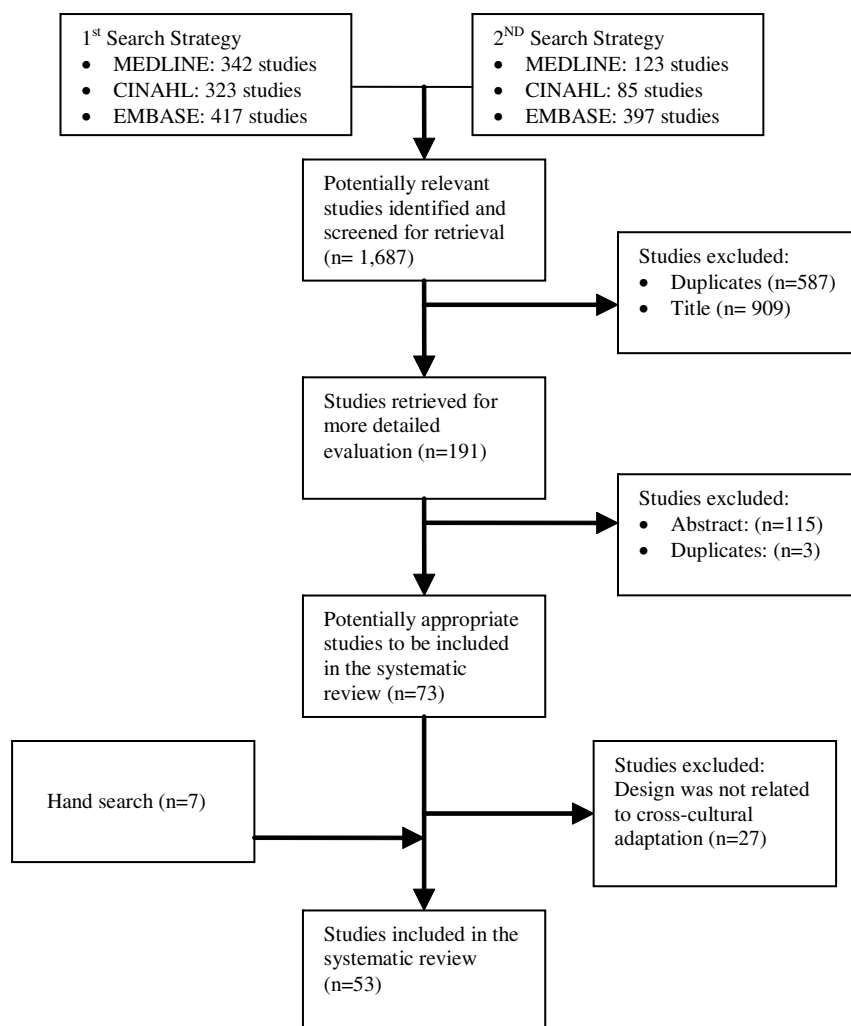 1st Search Strategy
• MEDLINE: 342 studies
• CINAHL: 323 studies
• EMBASE: 417 studies
2ND Search Strategy
• MEDLINE: 123 studies
• CINAHL: 85 studies
• EMBASE: 397 studies
Potentially relevant
studies identified and
screened for retrieval
(n= 1,687)
Studies excluded:
• Duplicates (n=587)
• Title (n= 909)
Studies retrieved for
more detailed
evaluation (n=191)
Studies excluded:
• Abstract: (n=115)
• Duplicates: (n=3)
Potentially appropriate
studies to be included
in the systematic
review (n=73)
Hand search (n=7)
Studies excluded:
Design was not related
to cross-cultural
adaptation (n=27)
Studies included in the
systematic review
(n=53)